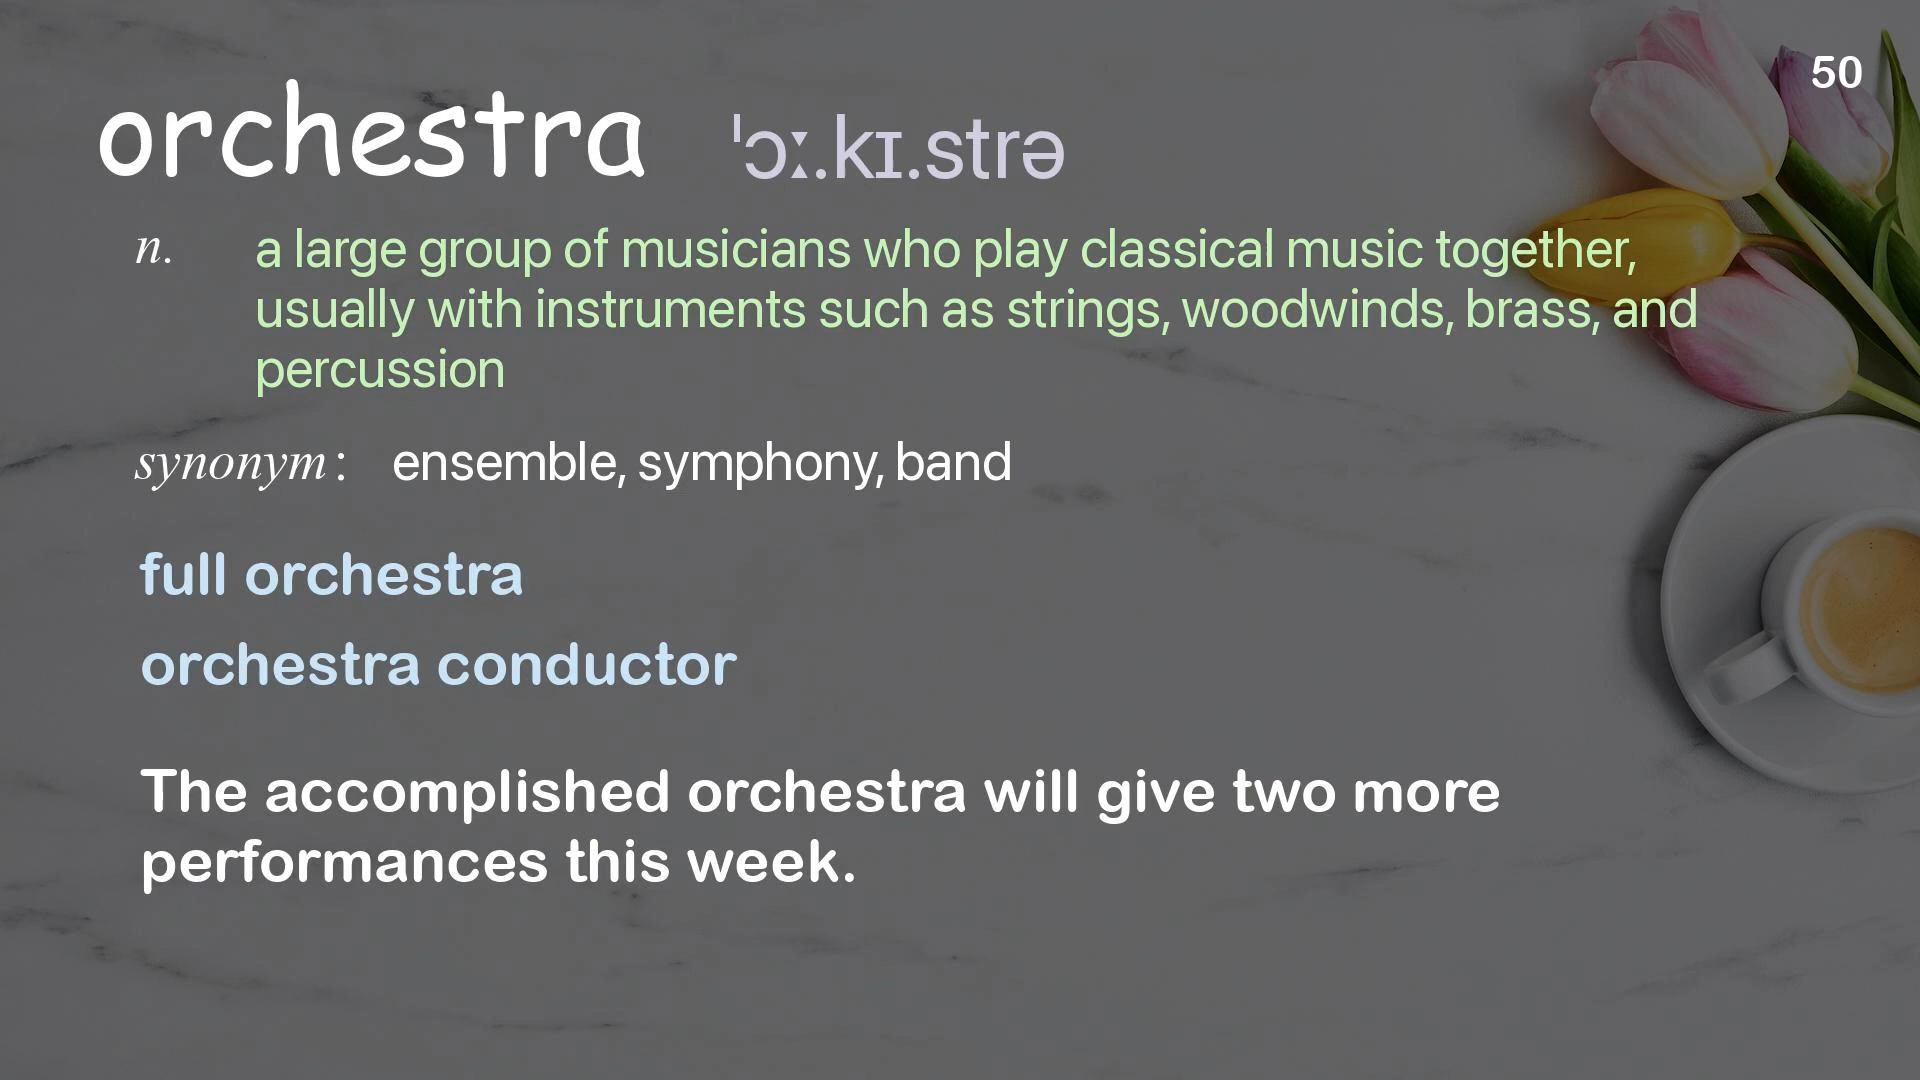 50
orchestra ˈɔː.kɪ.strə
n. a large group of musicians who play classical music together,
usually with instruments such as strings, woodwinds, brass, and
percussion
synonym: ensemble, symphony, band
full orchestra
orchestra conductor
The accomplished orchestra will give two more
performances this week.